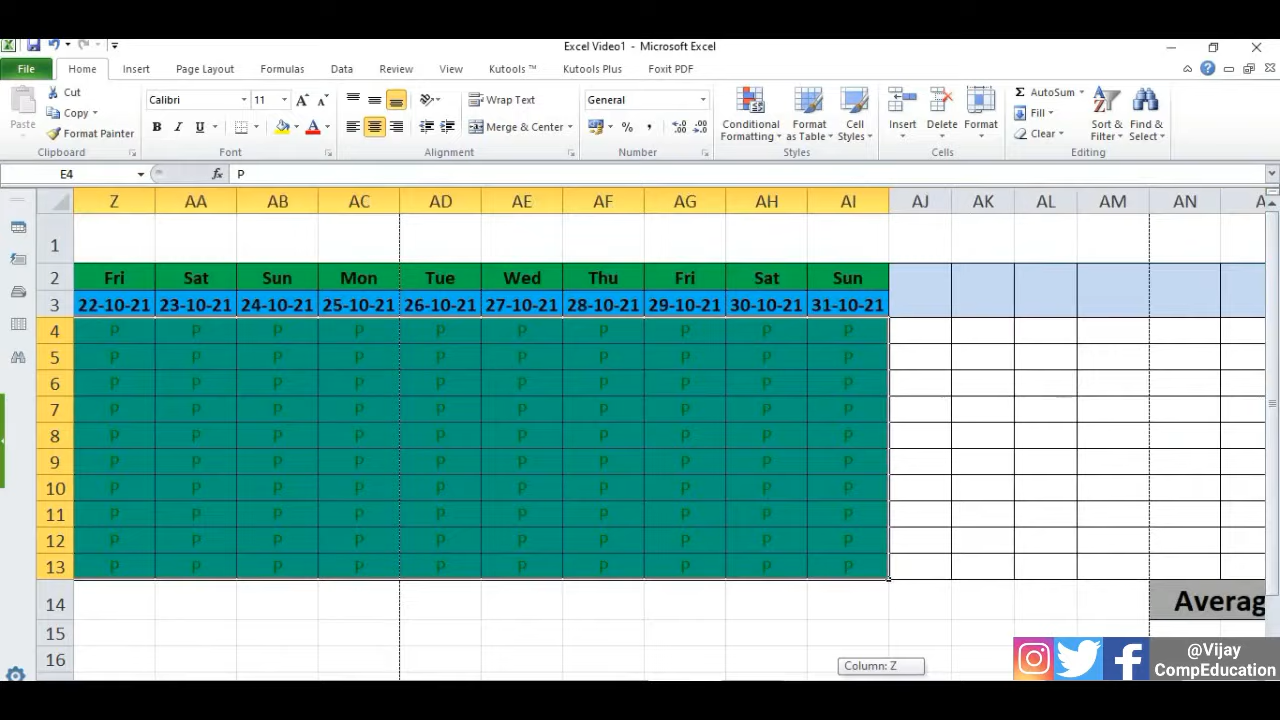 Excel Video1 - Microsoft Excel
File Home Insert Page Layout Formulas Data Review View Kutools ™ Kutools Plus Foxit PDF
Paste Cut Copy Format Painter Clipboard
Calibri 11 B I U A A A Font
Wrap Text Merge & Center Alignment
General % , Number
Conditional Formatting Format as Table Cell Styles Styles
Insert Delete Format Cells
Σ AutoSum Fill Clear Sort & Filter Find & Select Editing
E4 fx P
Z AA AB AC AD AE AF AG AH AI AJ AK AL AM AN
1
2 Fri Sat Sun Mon Tue Wed Thu Fri Sat Sun
3 22-10-21 23-10-21 24-10-21 25-10-21 26-10-21 27-10-21 28-10-21 29-10-21 30-10-21 31-10-21
4 P P P P P P P P P P
5 P P P P P P P P P P
6 P P P P P P P P P P
7 P P P P P P P P P P
8 P P P P P P P P P P
9 P P P P P P P P P P
10 P P P P P P P P P P
11 P P P P P P P P P P
12 P P P P P P P P P P
13 P P P P P P P P P P
14 Averag
15
16
Column: Z
@Vijay
CompEducation